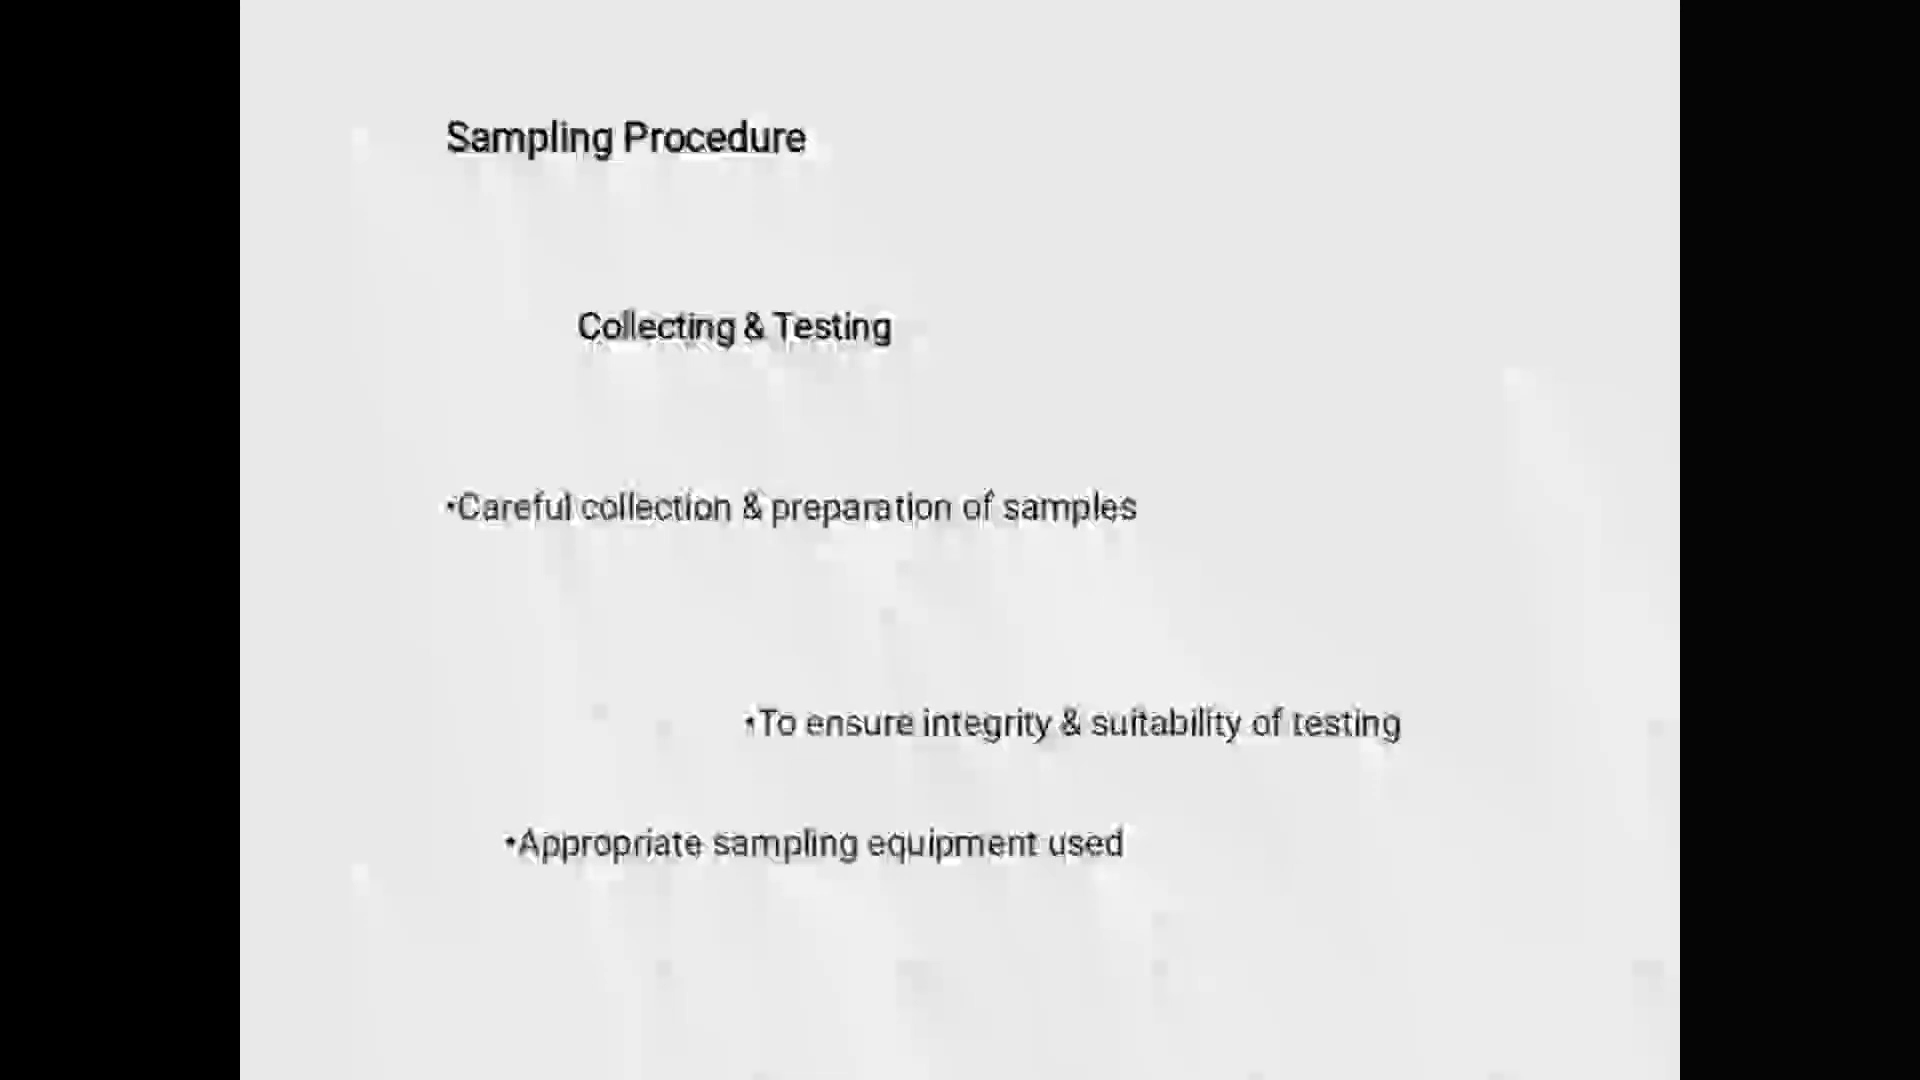 Sampling Procedure
Collecting & Testing
•Careful collection & preparation of samples
•To ensure integrity & suitability of testing
•Appropriate sampling equipment used